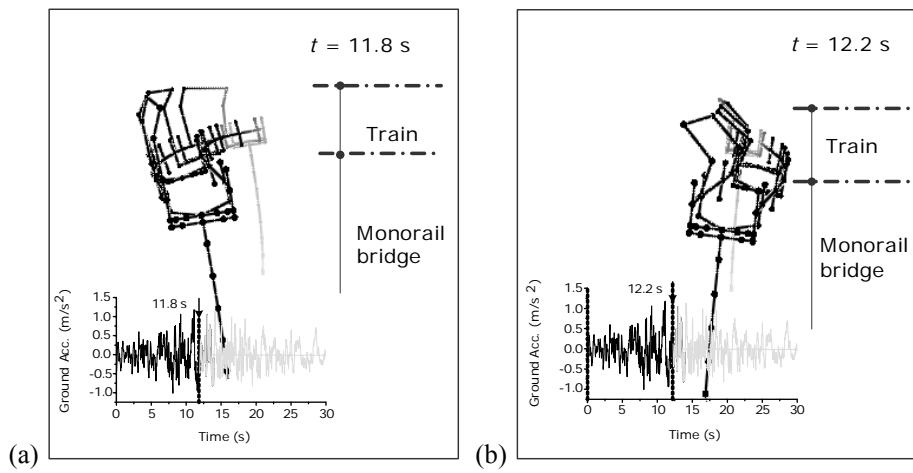 t = 11.8 s
Train
Monorail
bridge
11.8 s
Ground Acc. (m/s²)
1.5
1.0
0.5
0.0
-0.5
-1.0
0 5 10 15 20 25 30
Time (s)
(a)
t = 12.2 s
Train
Monorail
bridge
12.2 s
Ground Acc. (m/s²)
1.5
1.0
0.5
0.0
-0.5
-1.0
0 5 10 15 20 25 30
Time (s)
(b)